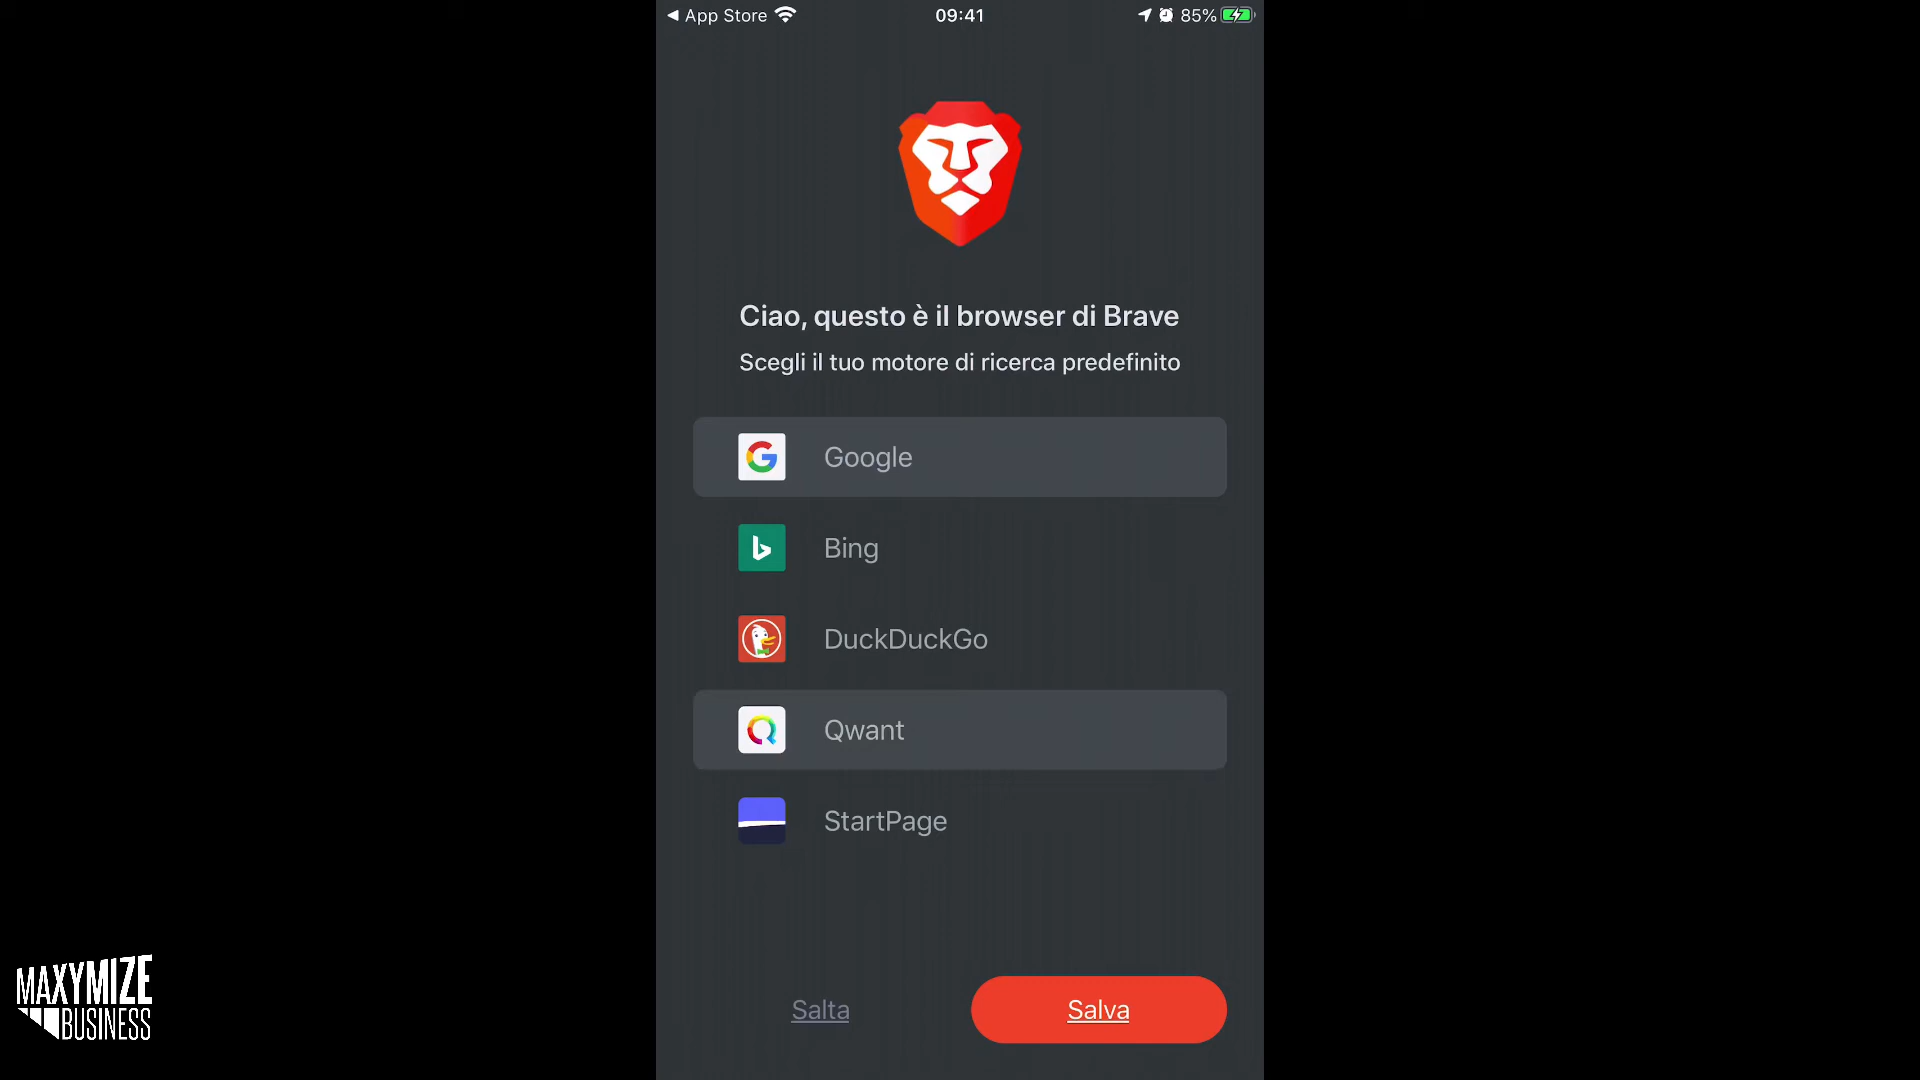 ◀ App Store 09:41 85%
Ciao, questo è il browser di Brave
Scegli il tuo motore di ricerca predefinito
Google
Bing
DuckDuckGo
Qwant
StartPage
Salta Salva
MAXYMIZE
BUSINESS